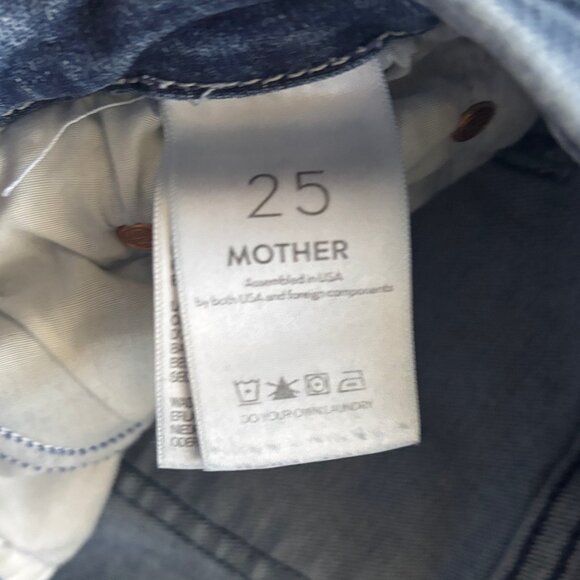 25
MOTHER
Assembled in USA
by both USA and foreign components
DO YOUR OWN LAUNDRY